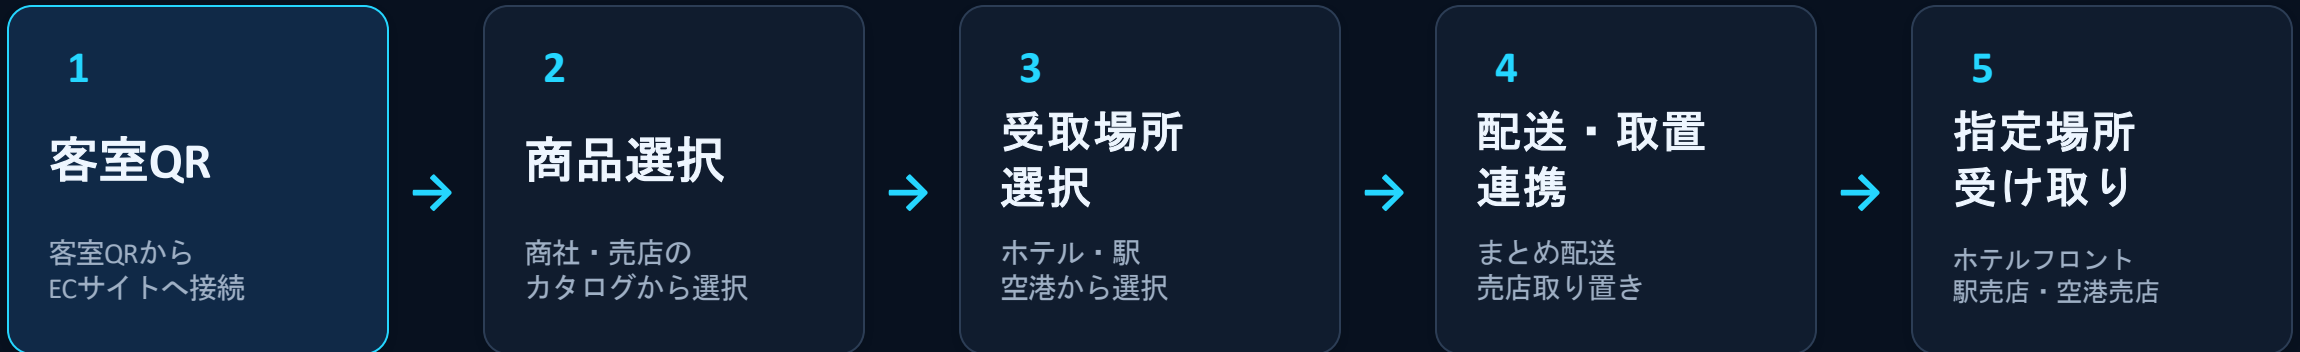 1
客室QR
客室QRから
ECサイトへ接続
→
2
商品選択
商社・売店の
カタログから選択
→
3
受取場所
選択
ホテル・駅
空港から選択
→
4
配送・取置
連携
まとめ配送
売店取り置き
→
5
指定場所
受け取り
ホテルフロント
駅売店・空港売店